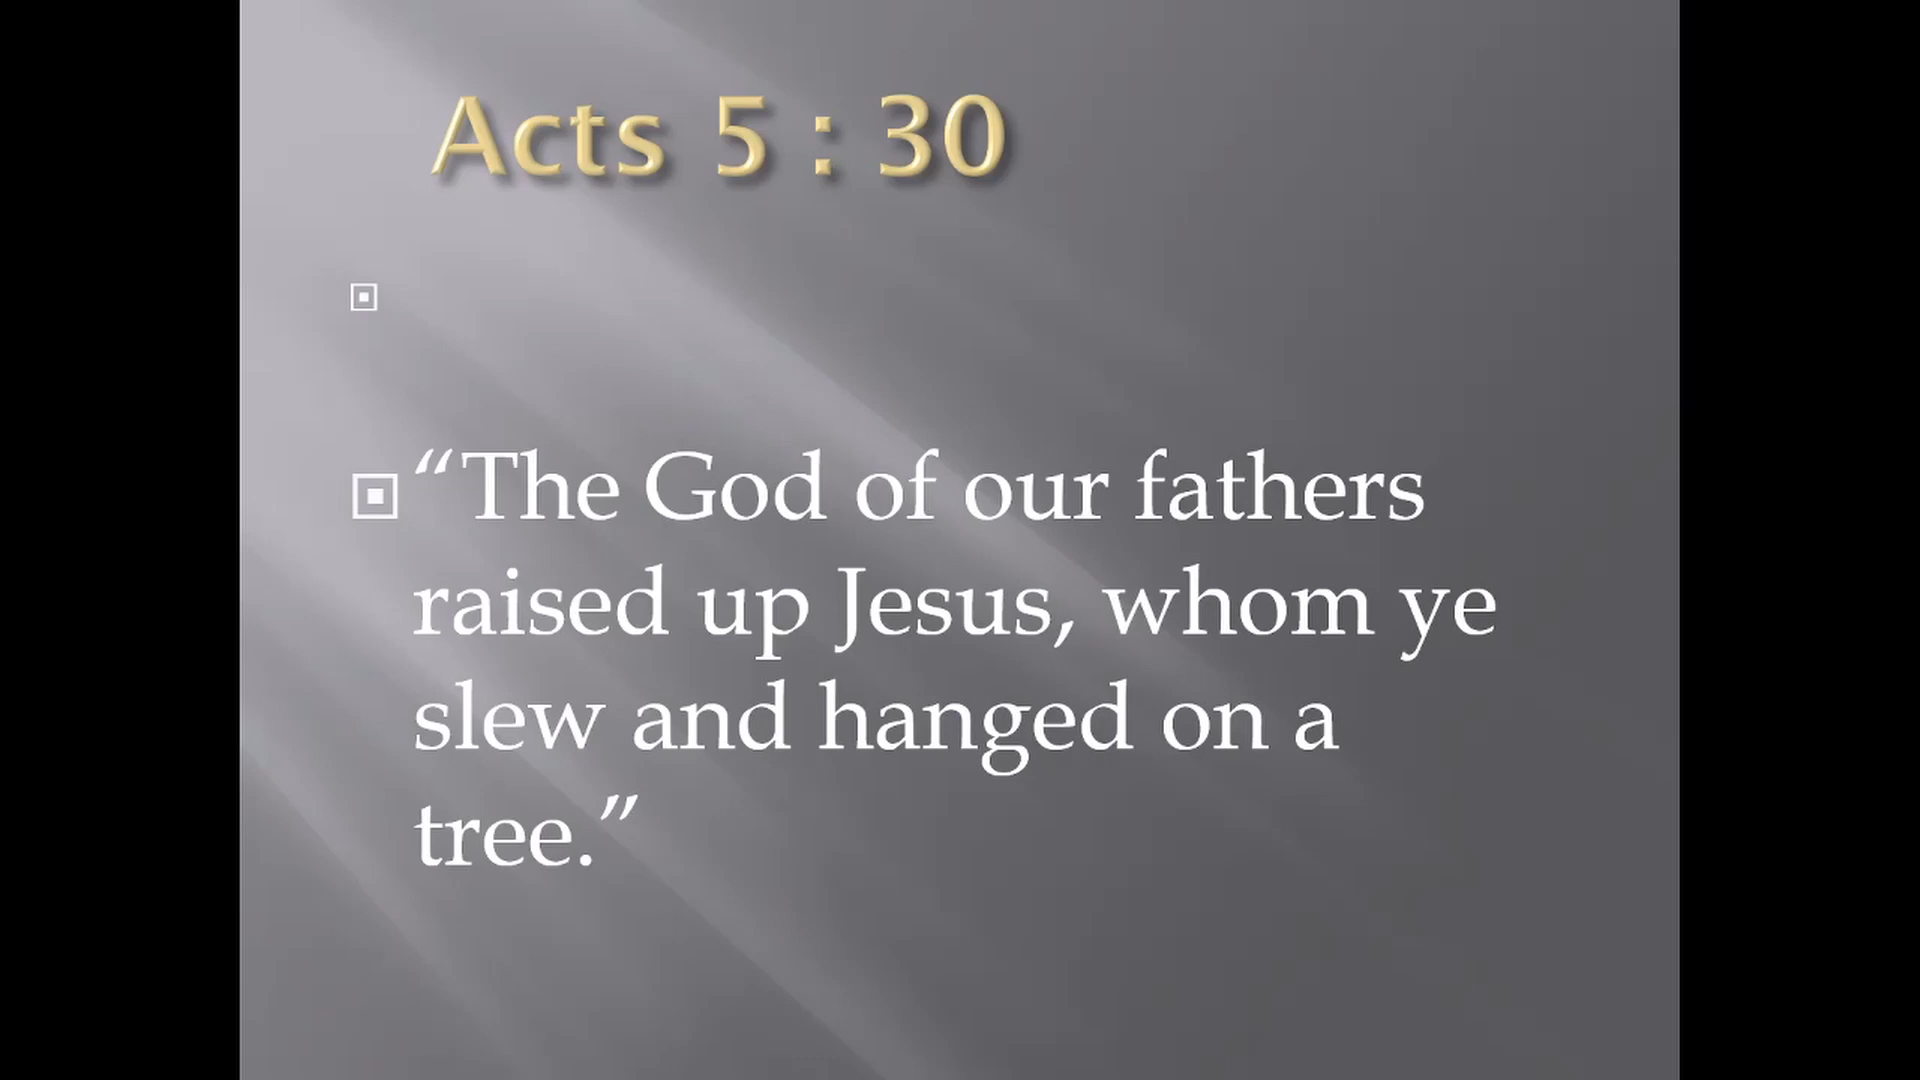 Acts 5 : 30
“The God of our fathers
raised up Jesus, whom ye
slew and hanged on a
tree.”